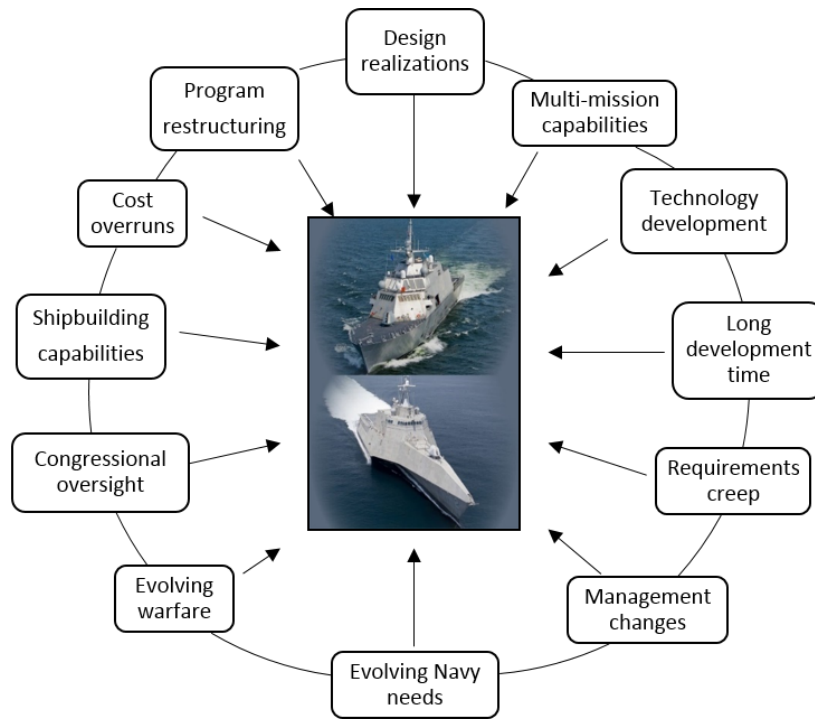 Design
realizations
Multi-mission
capabilities
Technology
development
Long
development
time
Requirements
creep
Management
changes
Evolving Navy
needs
Evolving
warfare
Congressional
oversight
Shipbuilding
capabilities
Cost
overruns
Program
restructuring